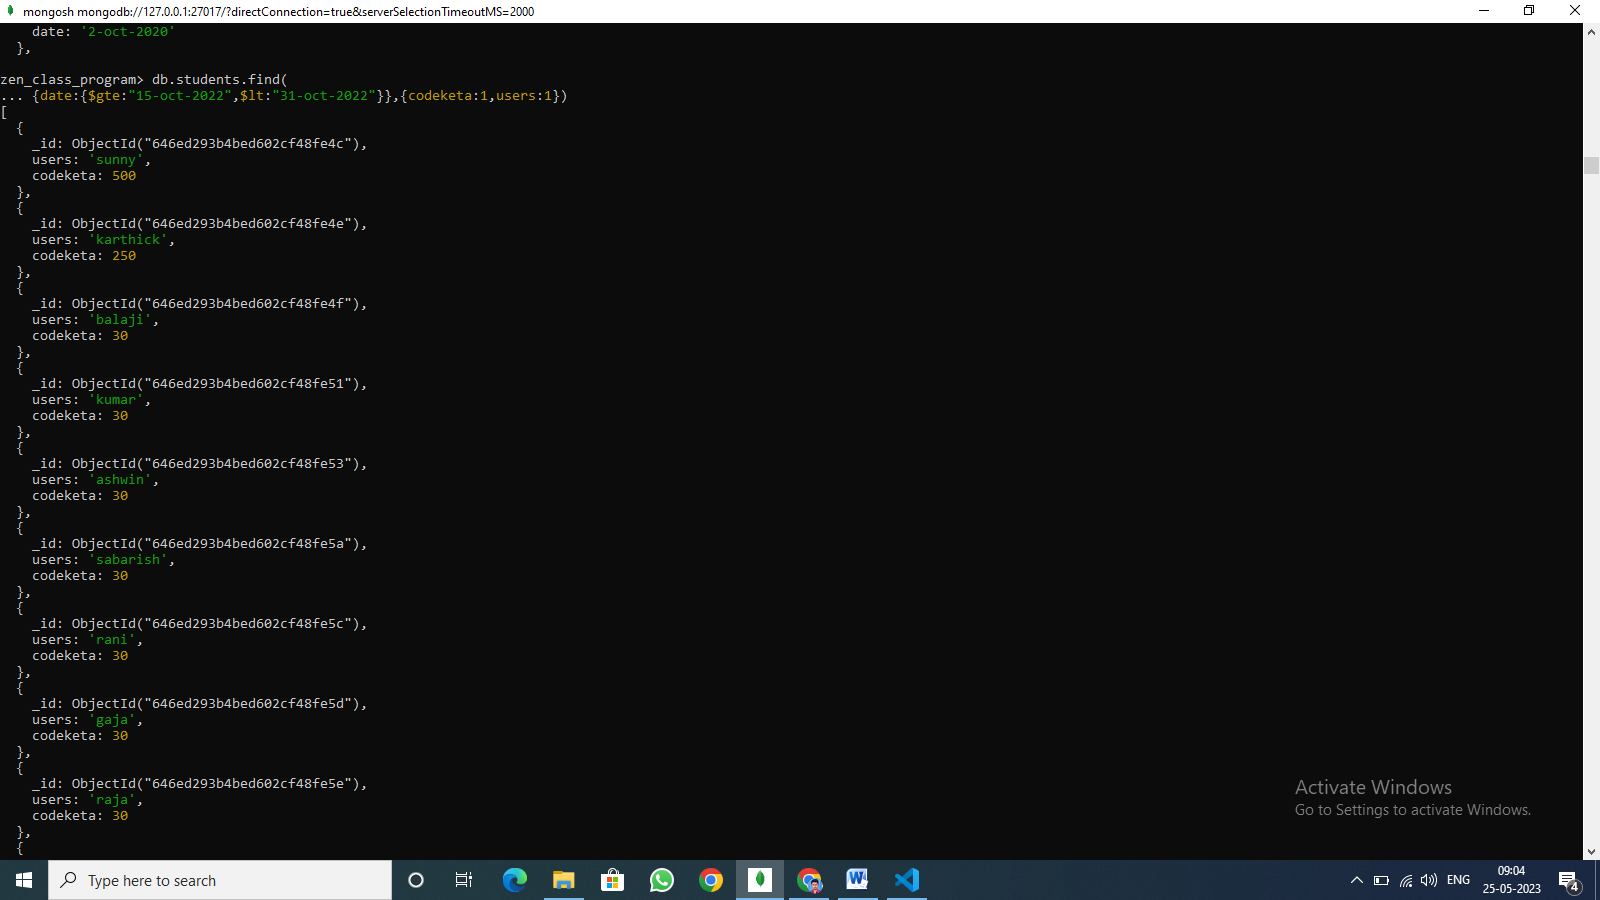 mongosh mongodb://127.0.0.1:27017/?directConnection=true&serverSelectionTimeoutMS=2000
date: '2-oct-2020'
},
zen_class_program> db.students.find(
... {date:{$gte:"15-oct-2022",$lt:"31-oct-2022"}},{codeketa:1,users:1})
[
{
_id: ObjectId("646ed293b4bed602cf48fe4c"),
users: 'sunny',
codeketa: 500
},
{
_id: ObjectId("646ed293b4bed602cf48fe4e"),
users: 'karthick',
codeketa: 250
},
{
_id: ObjectId("646ed293b4bed602cf48fe4f"),
users: 'balaji',
codeketa: 30
},
{
_id: ObjectId("646ed293b4bed602cf48fe51"),
users: 'kumar',
codeketa: 30
},
{
_id: ObjectId("646ed293b4bed602cf48fe53"),
users: 'ashwin',
codeketa: 30
},
{
_id: ObjectId("646ed293b4bed602cf48fe5a"),
users: 'sabarish',
codeketa: 30
},
{
_id: ObjectId("646ed293b4bed602cf48fe5c"),
users: 'rani',
codeketa: 30
},
{
_id: ObjectId("646ed293b4bed602cf48fe5d"),
users: 'gaja',
codeketa: 30
},
{
_id: ObjectId("646ed293b4bed602cf48fe5e"),
users: 'raja',
codeketa: 30
},
{
Activate Windows
Go to Settings to activate Windows.
Type here to search
ENG
09:04
25-05-2023
4